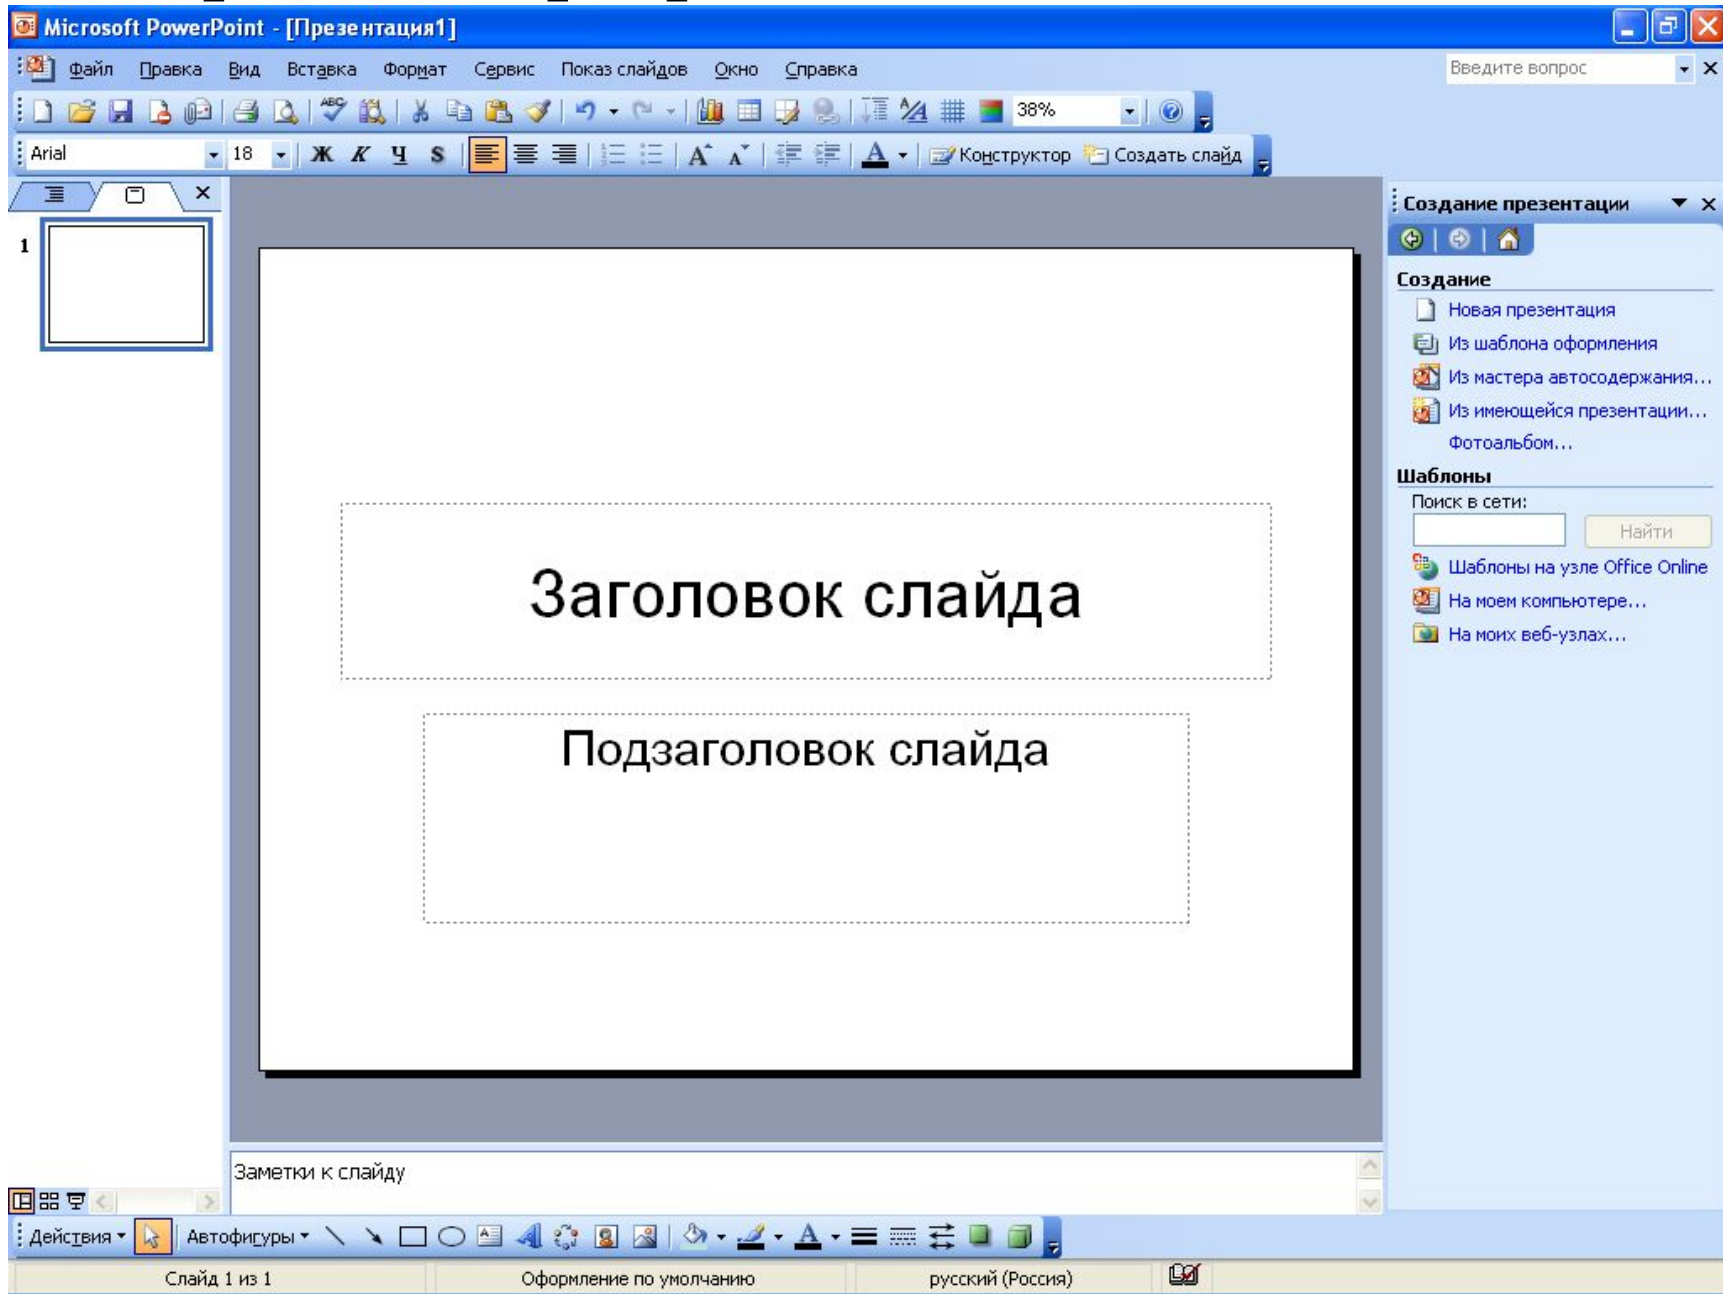 Microsoft PowerPoint - [Презентация1]
Файл Правка Вид Вставка Формат Сервис Показ слайдов Окно Справка Введите вопрос
38%
Arial 18 Ж К Ч S Конструктор Создать слайд
1
Создание презентации
Создание
Новая презентация
Из шаблона оформления
Из мастера автосодержания...
Из имеющейся презентации...
Фотоальбом...
Шаблоны
Поиск в сети:
Найти
Шаблоны на узле Office Online
На моем компьютере...
На моих веб-узлах...
Заголовок слайда
Подзаголовок слайда
Заметки к слайду
Действия Автофигуры
Слайд 1 из 1 Оформление по умолчанию русский (Россия)